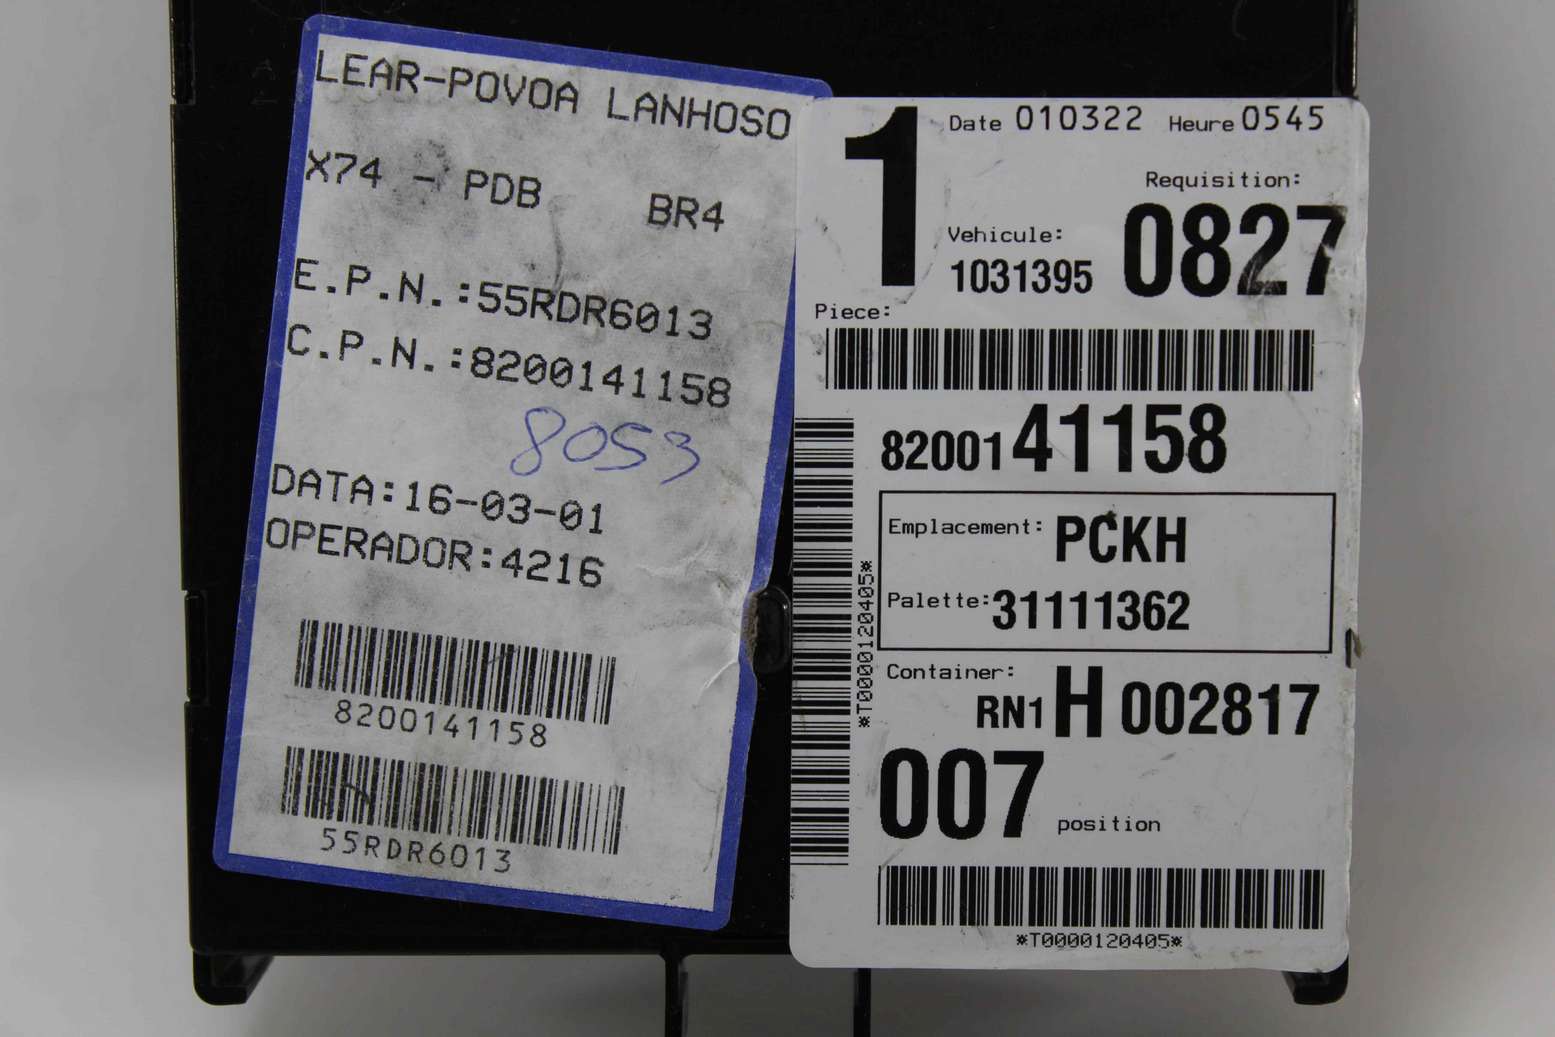 LEAR-POVOA LANHOSO
X74 - PDB BR4
E.P.N.:55RDR6013
C.P.N.:8200141158
8053
DATA:16-03-01
OPERADOR:4216
8200141158
55RDR6013
1
Date 010322 Heure 0545
Requisition:
0827
Vehicule:
1031395
Piece:
8200141158
Emplacement: PCKH
Palette: 31111362
*T0000120405*
Container:
RN1 H 002817
007 position
*T0000120405*